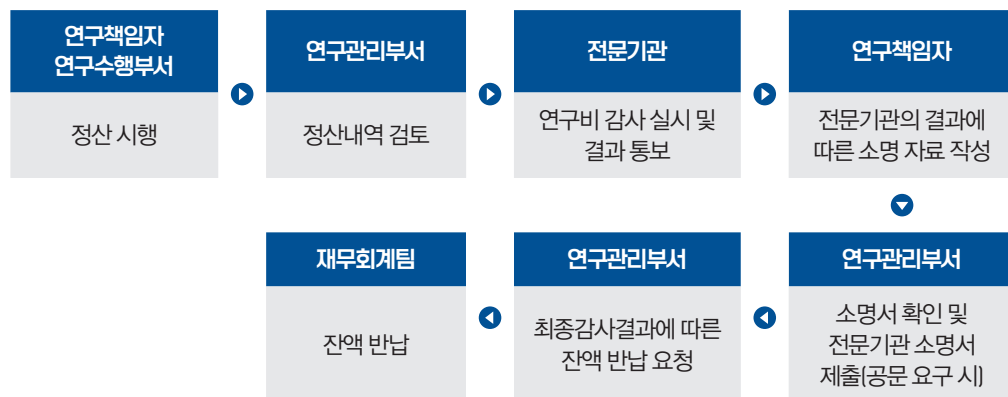 연구책임자
연구수행부서
정산 시행
연구관리부서
정산내역 검토
전문기관
연구비 감사 실시 및
결과 통보
연구책임자
전문기관의 결과에
따른 소명 자료 작성
연구관리부서
소명서 확인 및
전문기관 소명서
제출(공문 요구 시)
연구관리부서
최종감사결과에 따른
잔액 반납 요청
재무회계팀
잔액 반납